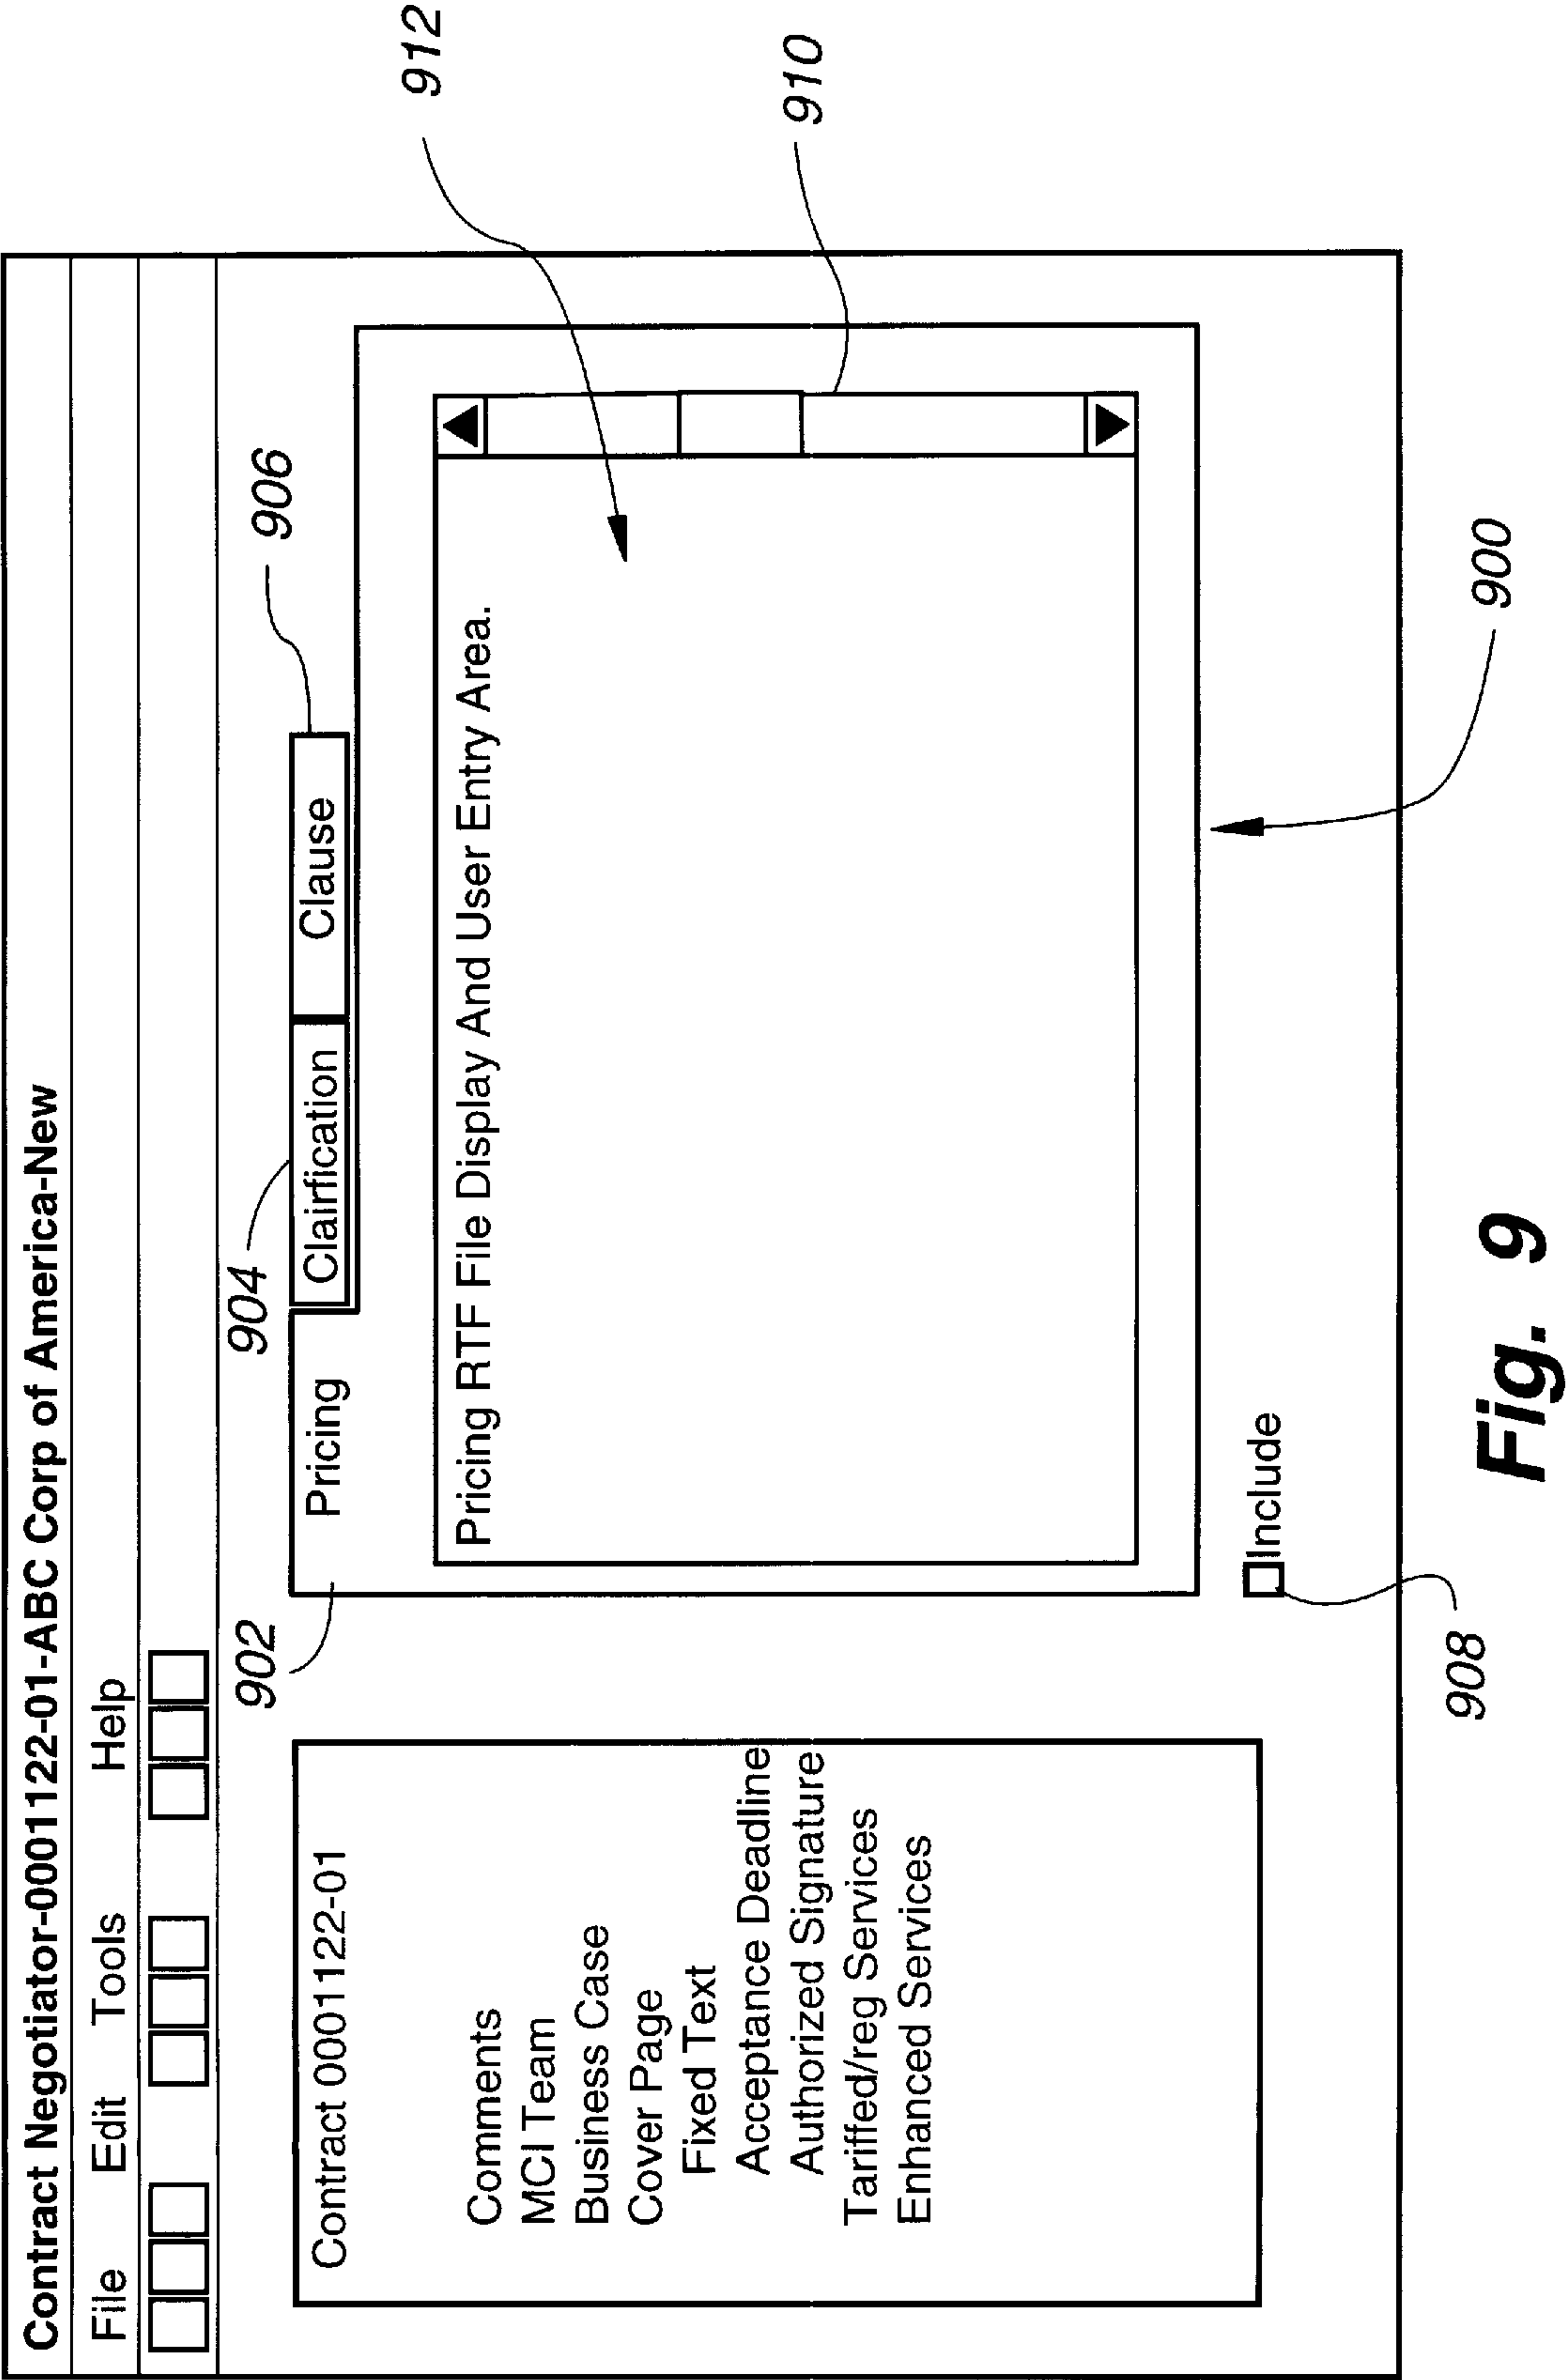 Contract Negotiator-0001122-01-ABC Corp of America-New
File Edit Tools Help
902
904
906
912
910
Contract 0001122-01
Comments
MCI Team
Business Case
Cover Page
Fixed Text
Acceptance Deadline
Authorized Signature
Tariffed/reg Services
Enhanced Services
Pricing Clairfication Clause
Pricing RTF File Display And User Entry Area.
Include
908
900
Fig. 9